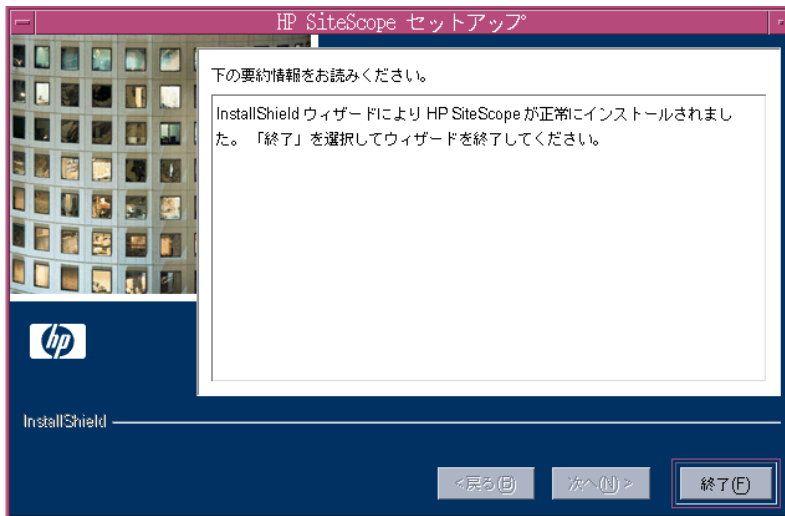 HP SiteScope セットアップ
下の要約情報をお読みください。
InstallShield ウィザードにより HP SiteScope が正常にインストールされまし
た。 「終了」を選択してウィザードを終了してください。
hp
InstallShield
<戻る(B)
次へ(N)>
終了(F)